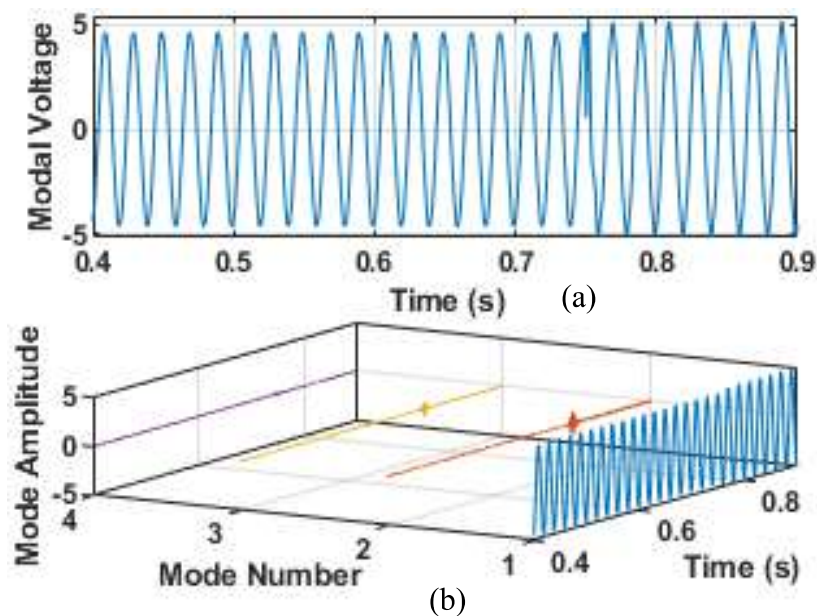 5
Modal Voltage
0
-5
0.4 0.5 0.6 0.7 0.8 0.9
Time (s) (a)
5
Mode Amplitude
0
-5
4
3
2
1
0.4
0.6
0.8
Mode Number
Time (s)
(b)